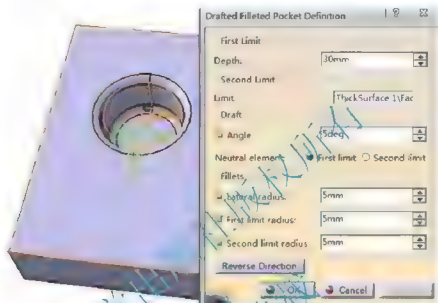 Drafted Filleted Pocket Definition ? 
First Limit
Depth: 30mm
Second Limit
Limit: ThickSurface 1\Fac
Draft
Angle 5deg
Neutral element: First limit Second limit
Fillets
Lateral radius: 5mm
First limit radius: 5mm
Second limit radius 5mm
Reverse Direction
OK Cancel